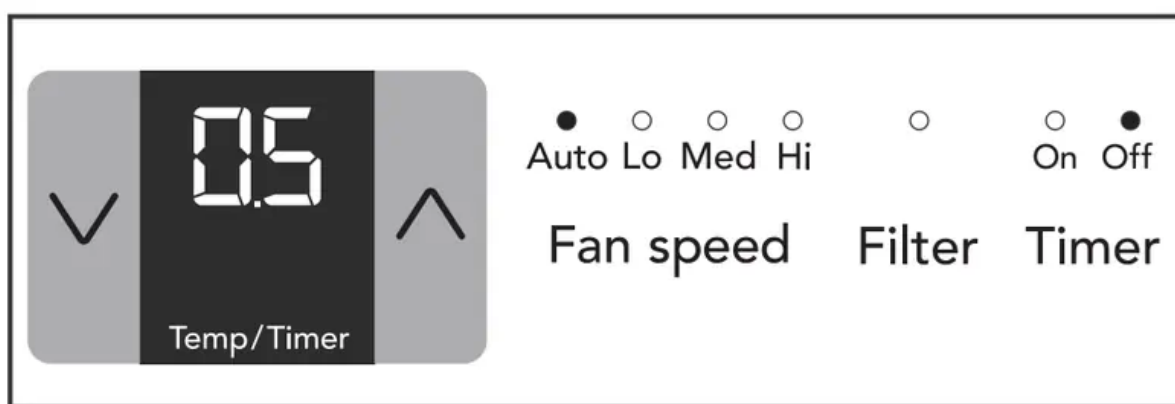 0.5
Temp/Timer
Auto Lo Med Hi
Fan speed
Filter
On Off
Timer